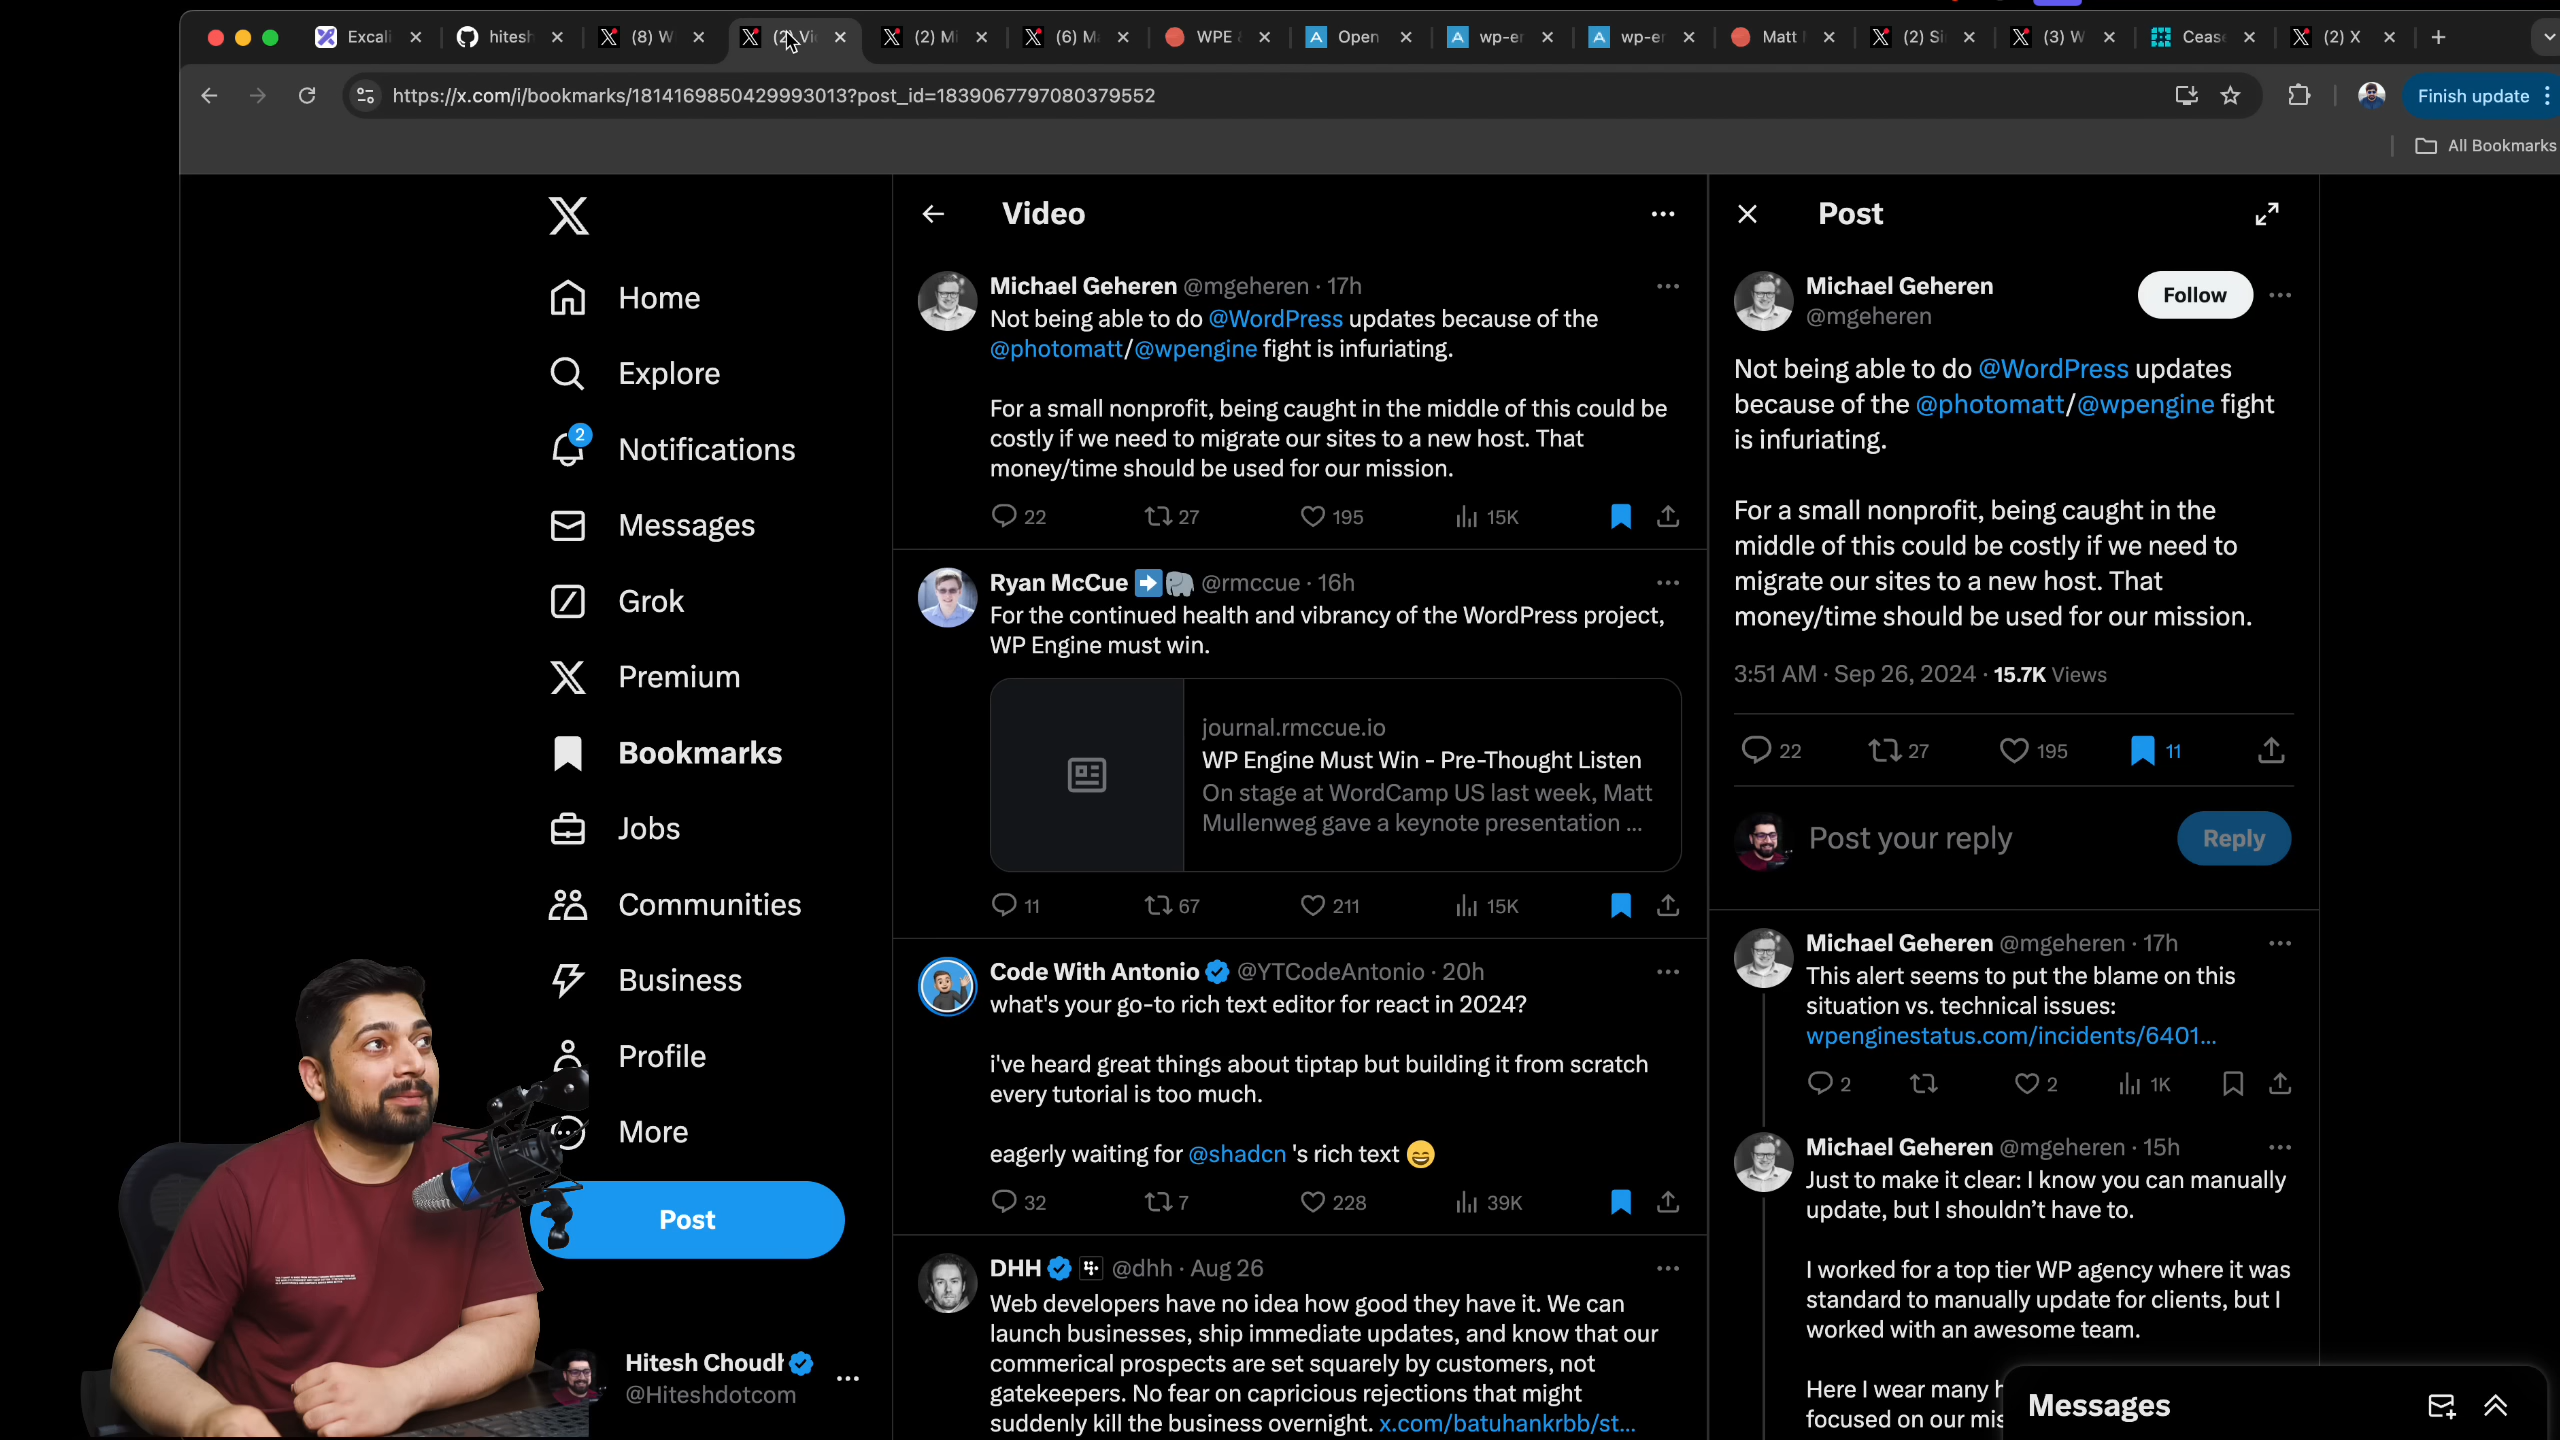 Excali
hitesh
(8) W
(2) Vi
(2) Mi
(6) Ma
WPE &
Open
wp-en
wp-en
Matt
(2) Si
(3) W
Cease
(2) X
https://x.com/i/bookmarks/1814169850429993013?post_id=1839067797080379552
Finish update
All Bookmarks
Home
Explore
2
Notifications
Messages
Grok
Premium
Bookmarks
Jobs
Communities
Business
Profile
More
Post
Hitesh Choudh
@Hiteshdotcom
Video
Michael Geheren @mgeheren · 17h
Not being able to do @WordPress updates because of the
@photomatt/@wpengine fight is infuriating.
For a small nonprofit, being caught in the middle of this could be
costly if we need to migrate our sites to a new host. That
money/time should be used for our mission.
22 27 195 15K
Ryan McCue ➡️🐘 @rmccue · 16h
For the continued health and vibrancy of the WordPress project,
WP Engine must win.
journal.rmccue.io
WP Engine Must Win - Pre-Thought Listen
On stage at WordCamp US last week, Matt
Mullenweg gave a keynote presentation ...
11 67 211 15K
Code With Antonio @YTCodeAntonio · 20h
what's your go-to rich text editor for react in 2024?
i've heard great things about tiptap but building it from scratch
every tutorial is too much.
eagerly waiting for @shadcn 's rich text 😄
32 7 228 39K
DHH @dhh · Aug 26
Web developers have no idea how good they have it. We can
launch businesses, ship immediate updates, and know that our
commerical prospects are set squarely by customers, not
gatekeepers. No fear on capricious rejections that might
suddenly kill the business overnight. x.com/batuhankrbb/st...
Post
Michael Geheren
@mgeheren
Follow
Not being able to do @WordPress updates
because of the @photomatt/@wpengine fight
is infuriating.
For a small nonprofit, being caught in the
middle of this could be costly if we need to
migrate our sites to a new host. That
money/time should be used for our mission.
3:51 AM · Sep 26, 2024 · 15.7K Views
22 27 195 11
Post your reply
Reply
Michael Geheren @mgeheren · 17h
This alert seems to put the blame on this
situation vs. technical issues:
wpenginestatus.com/incidents/6401...
2 2 1K
Michael Geheren @mgeheren · 15h
Just to make it clear: I know you can manually
update, but I shouldn't have to.
I worked for a top tier WP agency where it was
standard to manually update for clients, but I
worked with an awesome team.
Here I wear many h
focused on our mis
Messages